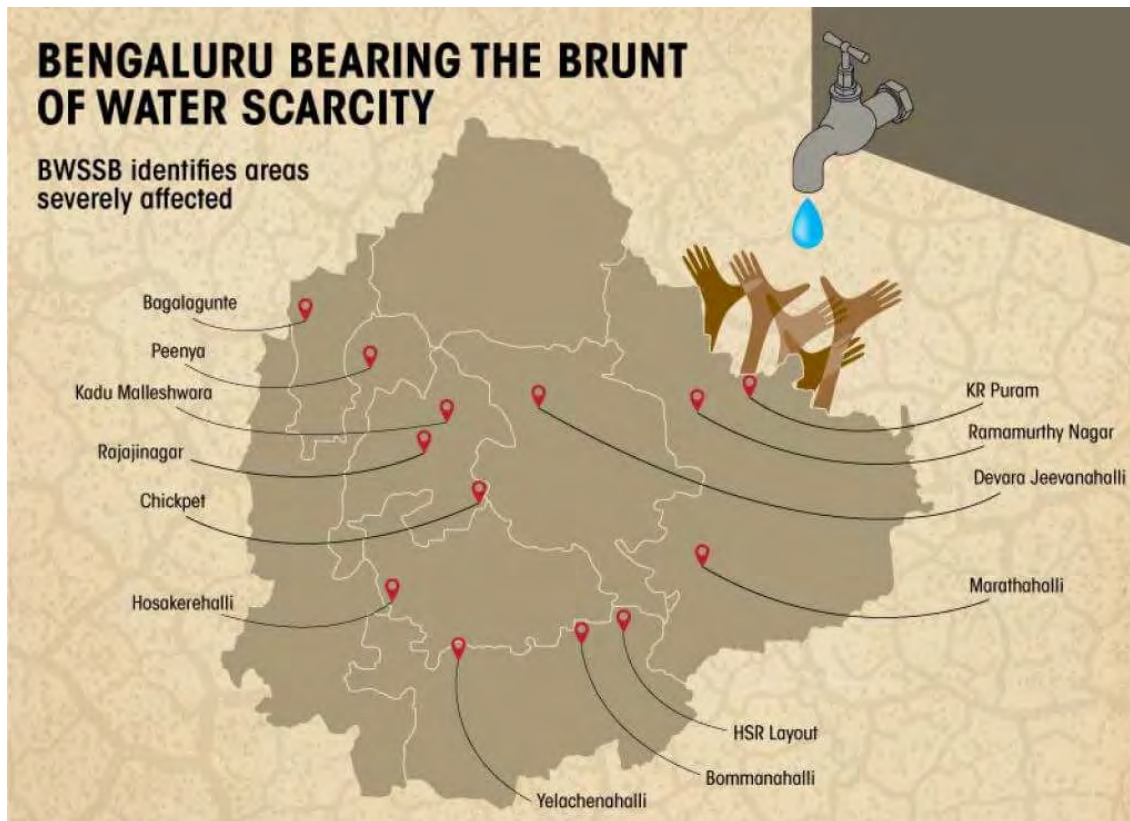 BENGALURU BEARING THE BRUNT
OF WATER SCARCITY
BWSSB identifies areas
severely affected
Bagalagunte
Peenya
Kadu Malleshwara
Rajajinagar
Chickpet
Hosakerehalli
KR Puram
Ramamurthy Nagar
Devara Jeevanahalli
Marathahalli
HSR Layout
Bommanahalli
Yelachenahalli